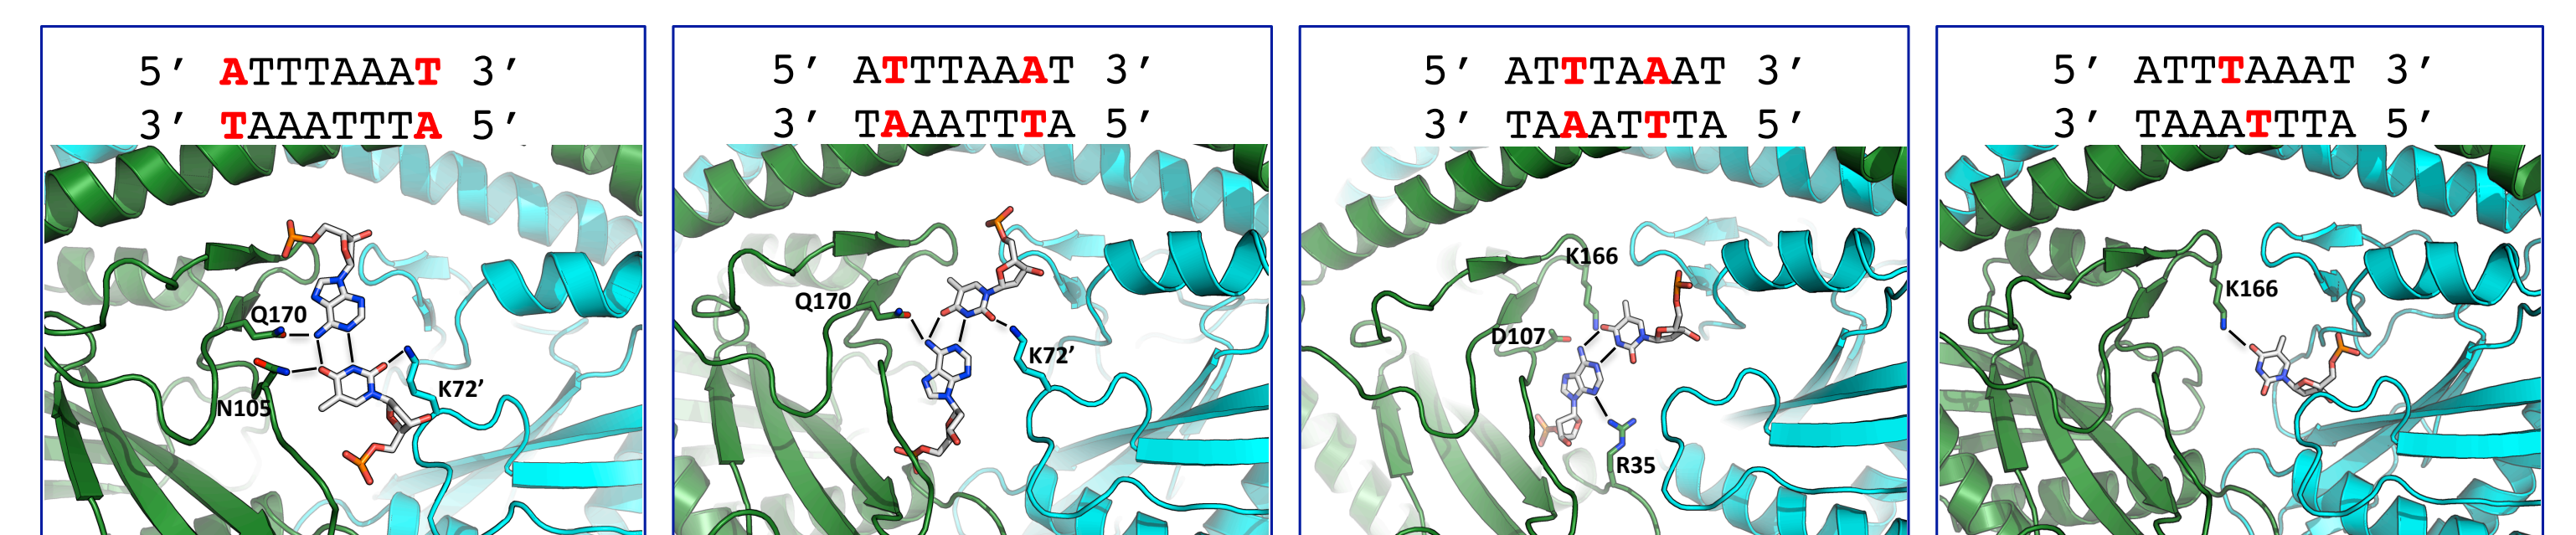 5’ ATTTAAAT 3’
3’ TAAATTTA 5’
Q170
N105
K72’
5’ ATTTAAAT 3’
3’ TAAATTTA 5’
Q170
K72’
5’ ATTTAAAT 3’
3’ TAAATTTA 5’
K166
D107
R35
5’ ATTTAAAT 3’
3’ TAAATTTA 5’
K166